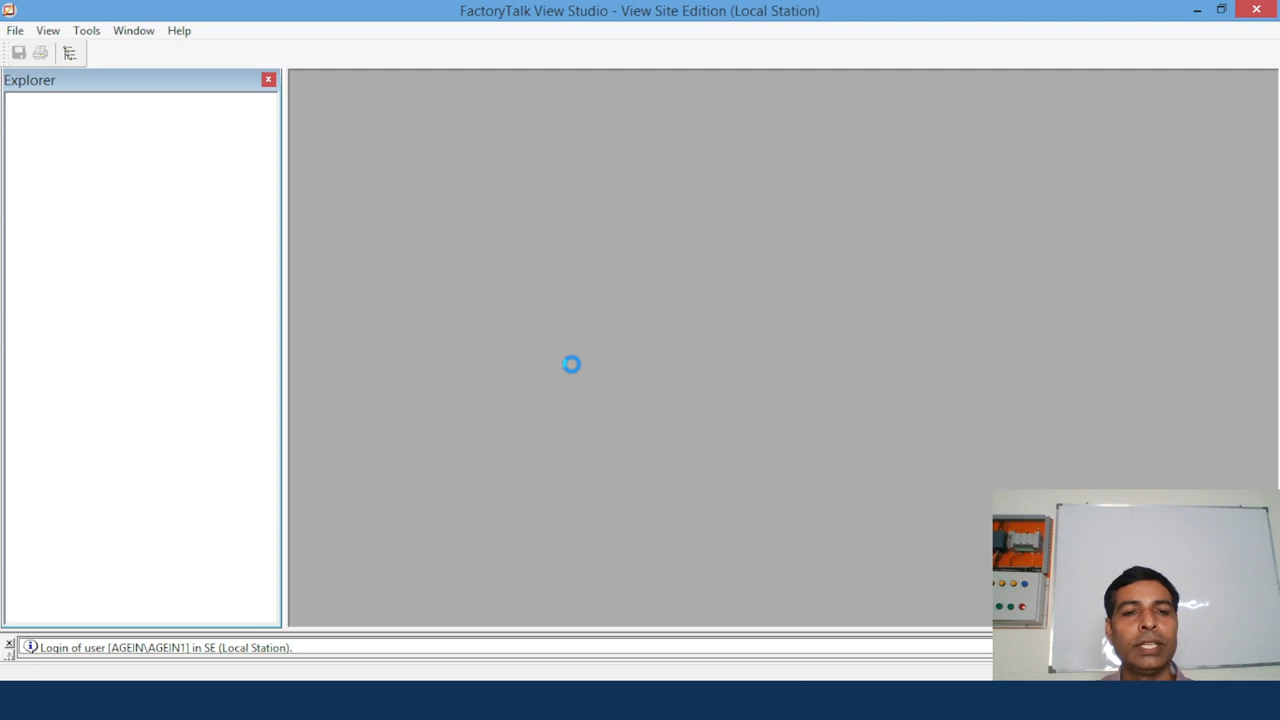 FactoryTalk View Studio - View Site Edition (Local Station)
File View Tools Window Help
Explorer
Login of user [AGEIN\AGEIN1] in SE (Local Station).